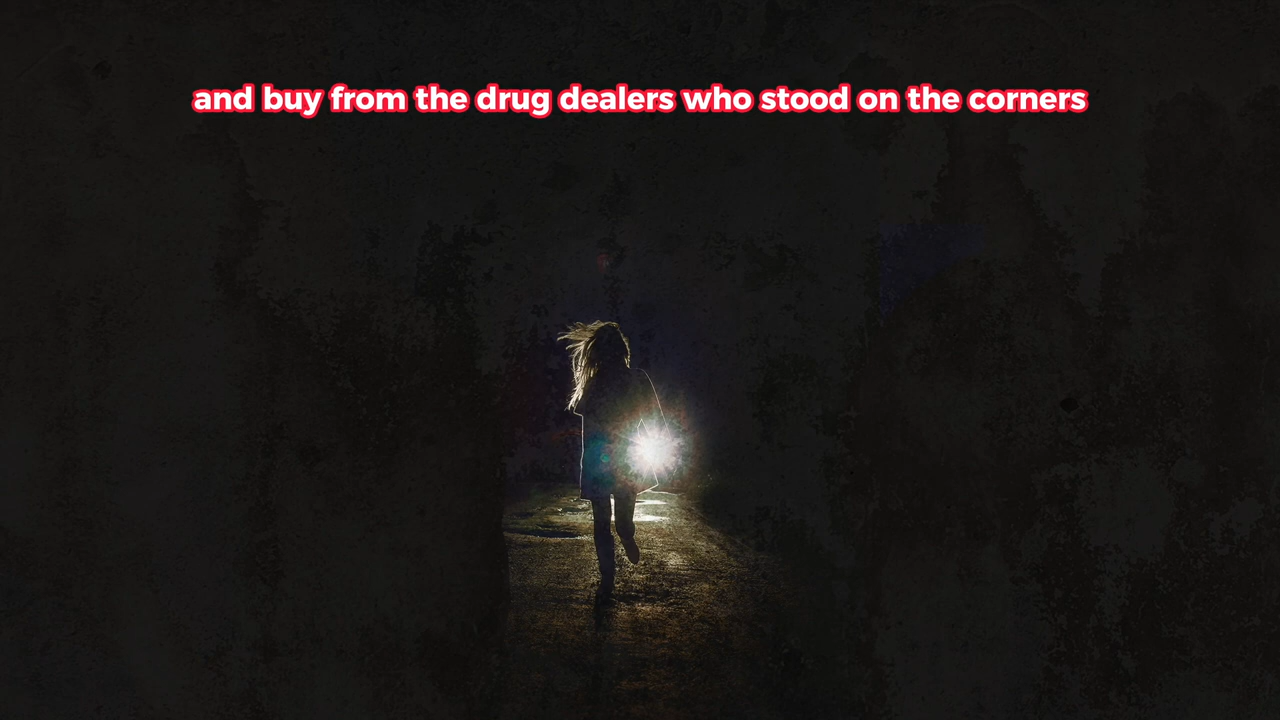 and buy from the drug dealers who stood on the corners